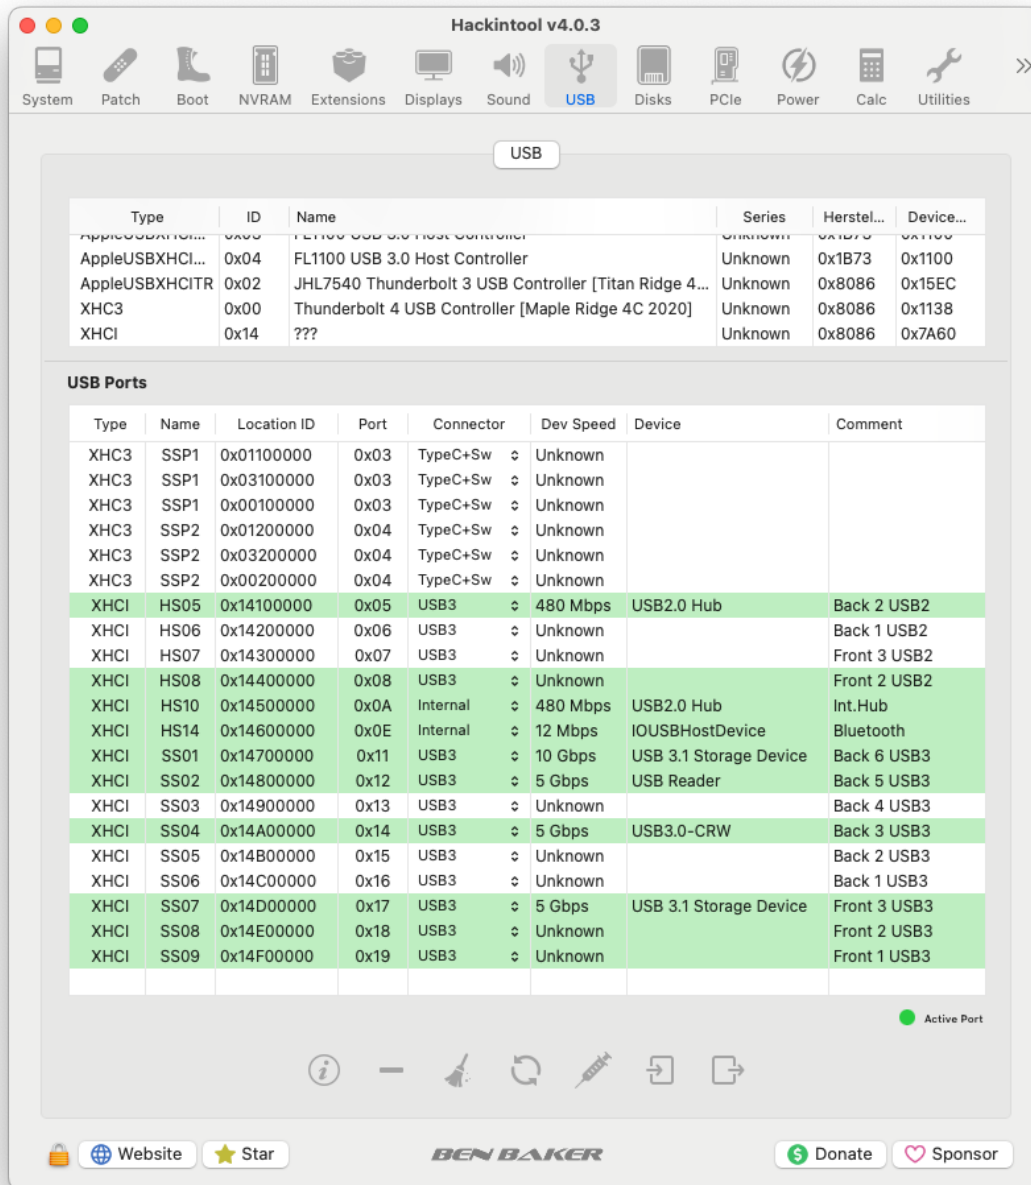 Hackintool v4.0.3
System Patch Boot NVRAM Extensions Displays Sound USB Disks PCIe Power Calc Utilities
USB
Type ID Name Series Herstel... Device...
AppleUSBXHCI... 0x04 FL1100 USB 3.0 Host Controller Unknown 0x1B73 0x1100
AppleUSBXHCITR 0x02 JHL7540 Thunderbolt 3 USB Controller [Titan Ridge 4... Unknown 0x8086 0x15EC
XHC3 0x00 Thunderbolt 4 USB Controller [Maple Ridge 4C 2020] Unknown 0x8086 0x1138
XHCI 0x14 ??? Unknown 0x8086 0x7A60
USB Ports
Type Name Location ID Port Connector Dev Speed Device Comment
XHC3 SSP1 0x01100000 0x03 TypeC+Sw Unknown
XHC3 SSP1 0x03100000 0x03 TypeC+Sw Unknown
XHC3 SSP1 0x00100000 0x03 TypeC+Sw Unknown
XHC3 SSP2 0x01200000 0x04 TypeC+Sw Unknown
XHC3 SSP2 0x03200000 0x04 TypeC+Sw Unknown
XHC3 SSP2 0x00200000 0x04 TypeC+Sw Unknown
XHCI HS05 0x14100000 0x05 USB3 480 Mbps USB2.0 Hub Back 2 USB2
XHCI HS06 0x14200000 0x06 USB3 Unknown Back 1 USB2
XHCI HS07 0x14300000 0x07 USB3 Unknown Front 3 USB2
XHCI HS08 0x14400000 0x08 USB3 Unknown Front 2 USB2
XHCI HS10 0x14500000 0x0A Internal 480 Mbps USB2.0 Hub Int.Hub
XHCI HS14 0x14600000 0x0E Internal 12 Mbps IOUSBHostDevice Bluetooth
XHCI SS01 0x14700000 0x11 USB3 10 Gbps USB 3.1 Storage Device Back 6 USB3
XHCI SS02 0x14800000 0x12 USB3 5 Gbps USB Reader Back 5 USB3
XHCI SS03 0x14900000 0x13 USB3 Unknown Back 4 USB3
XHCI SS04 0x14A00000 0x14 USB3 5 Gbps USB3.0-CRW Back 3 USB3
XHCI SS05 0x14B00000 0x15 USB3 Unknown Back 2 USB3
XHCI SS06 0x14C00000 0x16 USB3 Unknown Back 1 USB3
XHCI SS07 0x14D00000 0x17 USB3 5 Gbps USB 3.1 Storage Device Front 3 USB3
XHCI SS08 0x14E00000 0x18 USB3 Unknown Front 2 USB3
XHCI SS09 0x14F00000 0x19 USB3 Unknown Front 1 USB3
Active Port
Website Star BEN BAKER Donate Sponsor